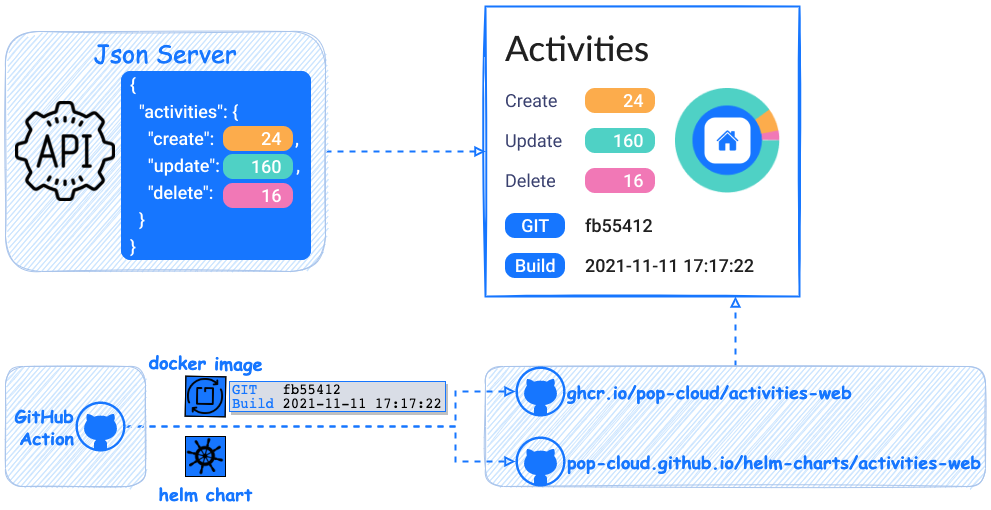 Json Server
API
{
"activities": {
"create": 24 ,
"update": 160 ,
"delete": 16
}
}
Activities
Create 24
Update 160
Delete 16
GIT fb55412
Build 2021-11-11 17:17:22
docker image
GIT fb55412
Build 2021-11-11 17:17:22
GitHub
Action
helm chart
ghcr.io/pop-cloud/activities-web
pop-cloud.github.io/helm-charts/activities-web